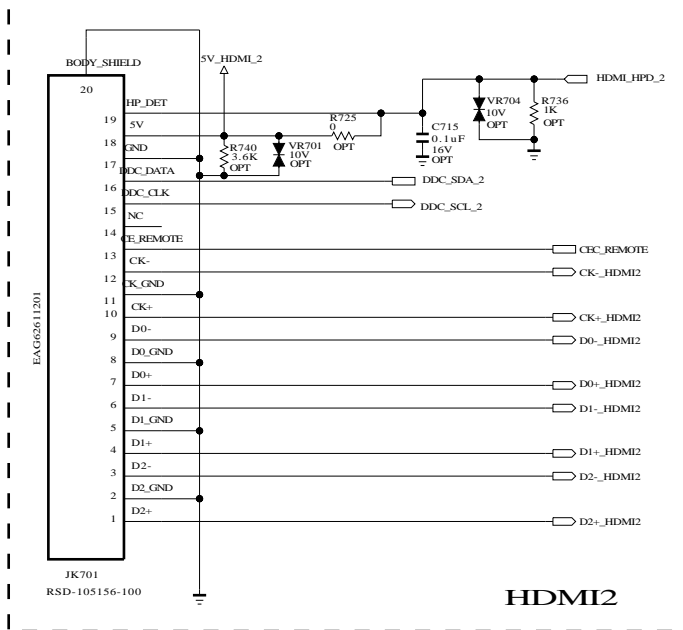 BODY_SHIELD
20
5V_HDMI_2
HDMI_HPD_2
HP_DET
19
5V
18
GND
17
DDC_DATA
16
DDC_CLK
15
NC
14
CE_REMOTE
13
CK-
12
CK_GND
11
CK+
10
D0-
9
D0_GND
8
D0+
7
D1-
6
D1_GND
5
D1+
4
D2-
3
D2_GND
2
D2+
1
R740
3.6K
OPT
VR701
10V
OPT
R725
0
OPT
C715
0.1uF
16V
OPT
VR704
10V
OPT
R736
1K
OPT
DDC_SDA_2
DDC_SCL_2
CEC_REMOTE
CK-_HDMI2
CK+_HDMI2
D0-_HDMI2
D0+_HDMI2
D1-_HDMI2
D1+_HDMI2
D2-_HDMI2
D2+_HDMI2
EAG62611201
JK701
RSD-105156-100
HDMI2